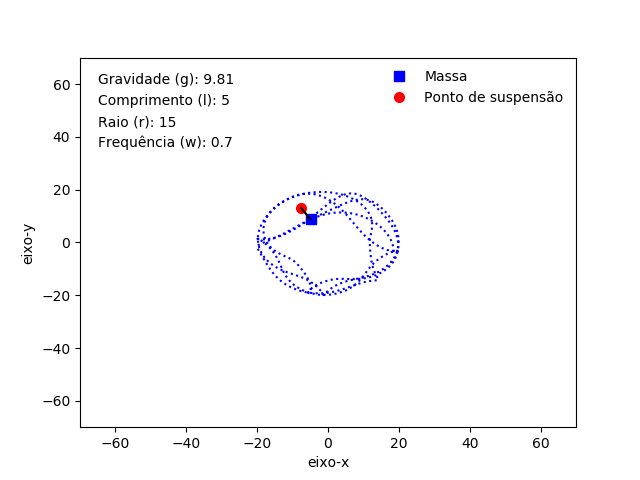 Gravidade (g): 9.81
Comprimento (l): 5
Raio (r): 15
Frequência (w): 0.7
Massa
Ponto de suspensão
eixo-y
60
40
20
0
−20
−40
−60
−60
−40
−20
0
20
40
60
eixo-x